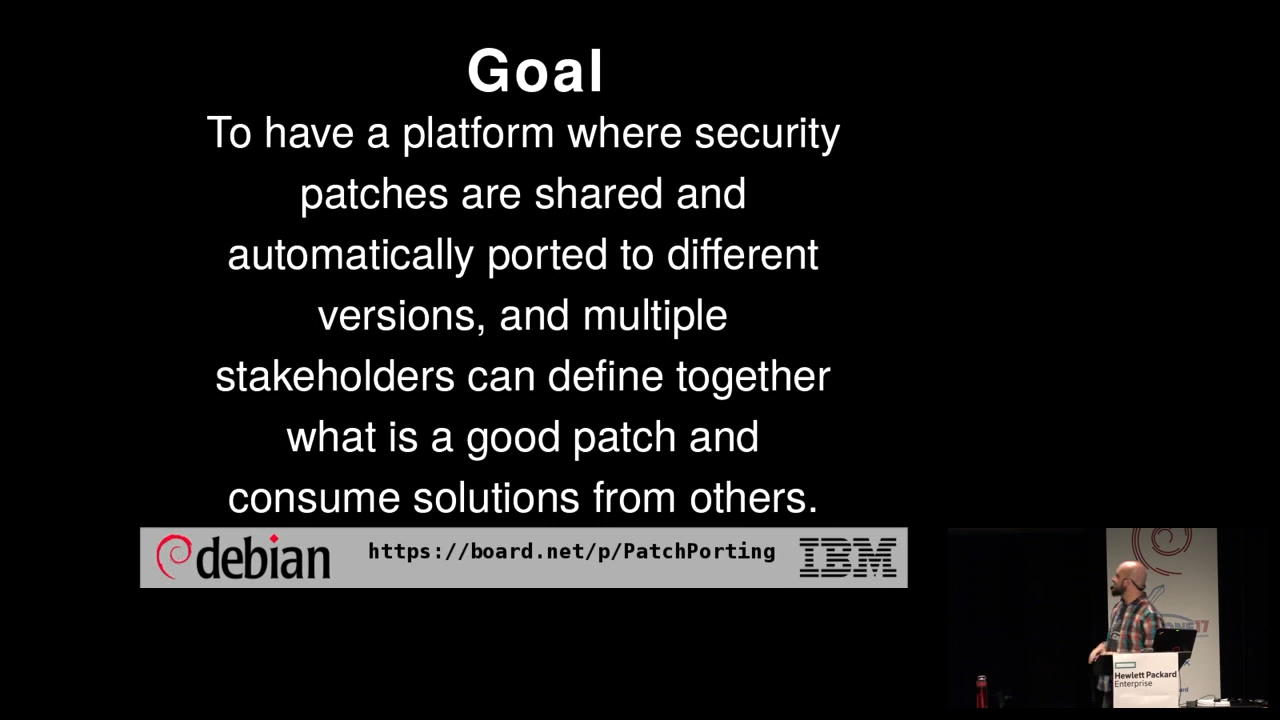 Goal
To have a platform where security
patches are shared and
automatically ported to different
versions, and multiple
stakeholders can define together
what is a good patch and
consume solutions from others.
debian
https://board.net/p/PatchPorting
IBM
Hewlett Packard
Enterprise